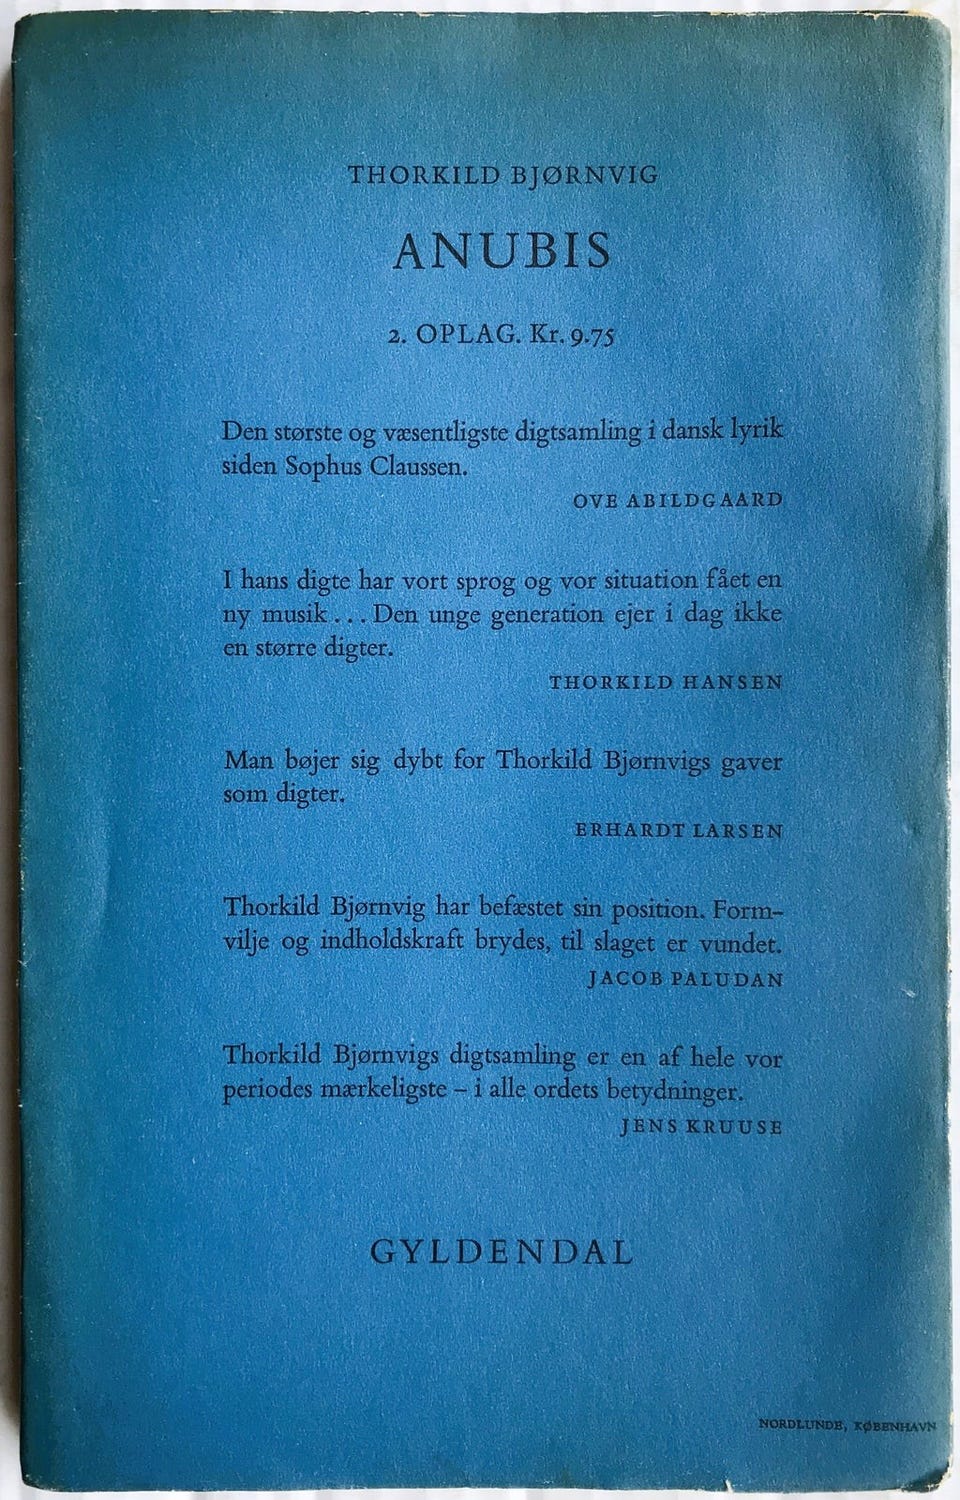 THORKILD BJØRNVIG
ANUBIS
2. OPLAG. Kr. 9.75
Den største og væsentligste digtsamling i dansk lyrik
siden Sophus Claussen.
OVE ABILDGAARD
I hans digte har vort sprog og vor situation fået en
ny musik... Den unge generation ejer i dag ikke
en større digter.
THORKILD HANSEN
Man bøjer sig dybt for Thorkild Bjørnvigs gaver
som digter.
ERHARDT LARSEN
Thorkild Bjørnvig har befæstet sin position. Form-
vilje og indholdskraft brydes, til slaget er vundet.
JACOB PALUDAN
Thorkild Bjørnvigs digtsamling er en af hele vor
periodes mærkeligste – i alle ordets betydninger.
JENS KRUUSE
GYLDENDAL
NORDLUNDE, KØBENHAVN